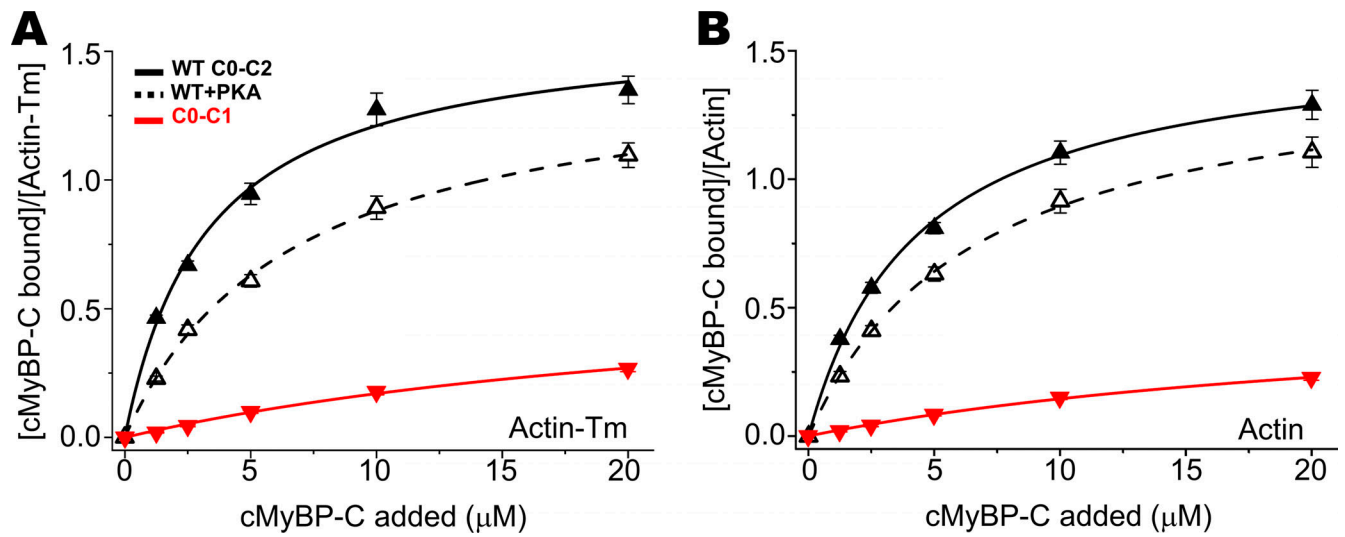 A
[cMyBP-C bound]/[Actin-Tm]
1.5
1.0
0.5
0.0
WT C0-C2
WT+PKA
C0-C1
Actin-Tm
0 5 10 15 20
cMyBP-C added (μM)
B
[cMyBP-C bound]/[Actin]
1.5
1.0
0.5
0.0
Actin
0 5 10 15 20
cMyBP-C added (μM)